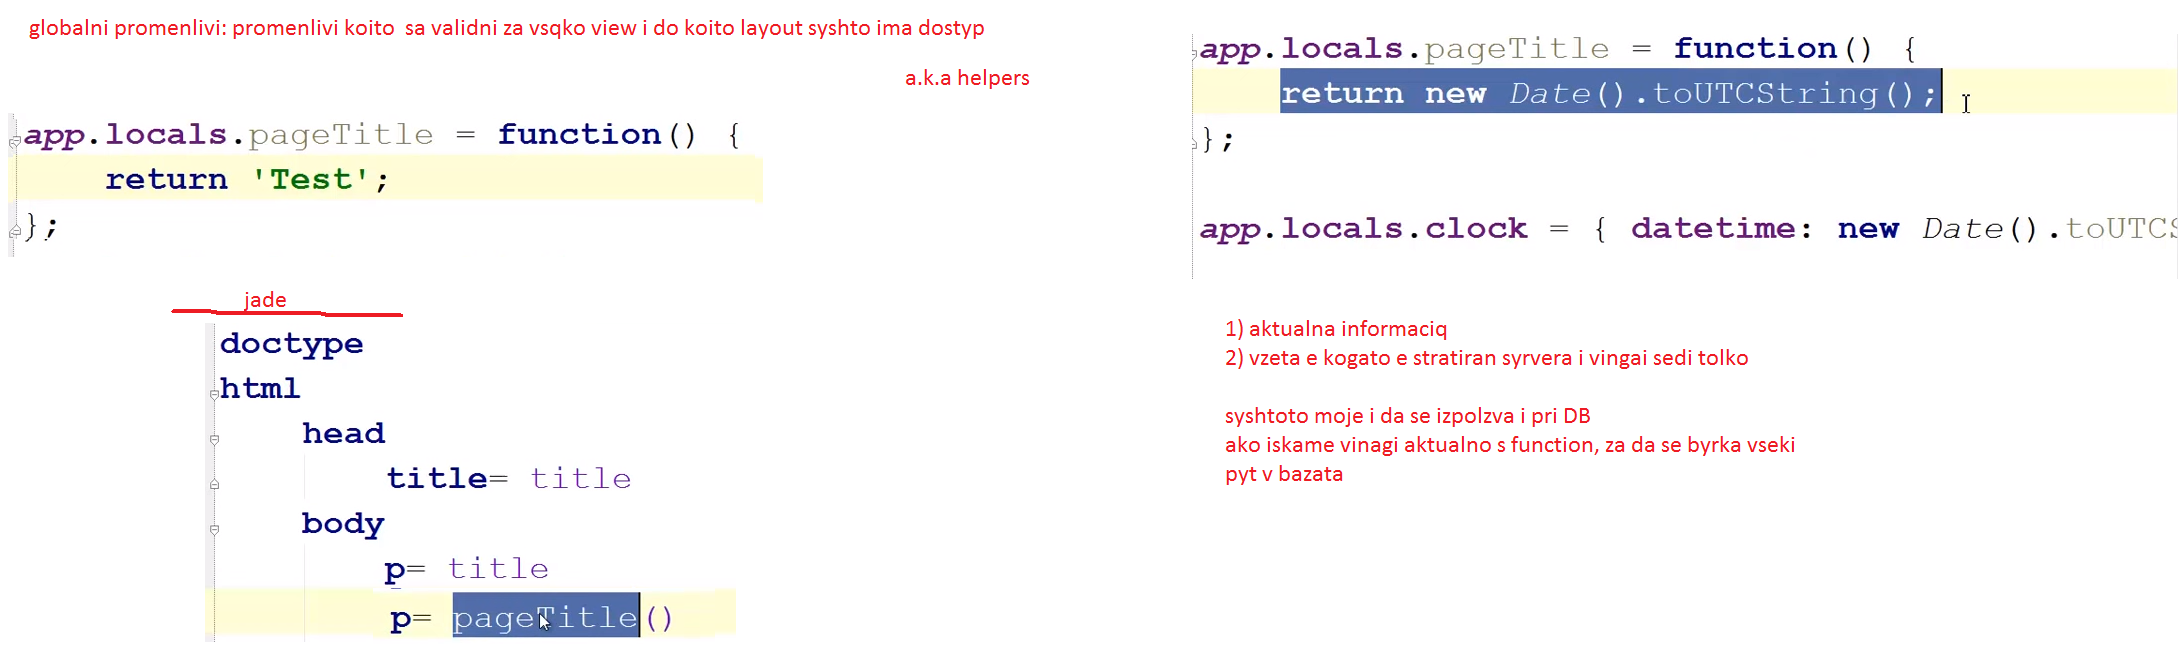 globalni promenlivi: promenlivi koito  sa validni za vsqko view i do koito layout syshto ima dostyp
a.k.a helpers
app.locals.pageTitle = function() {
    return 'Test';
};
jade
doctype
html
    head
        title= title
    body
        p= title
        p= pageTitle()
app.locals.pageTitle = function() {
    return new Date().toUTCString();
};
app.locals.clock = { datetime: new Date().toUTCS
1) aktualna informaciq
2) vzeta e kogato e stratiran syrvera i vingai sedi tolko
syshtoto moje i da se izpolzva i pri DB
ako iskame vinagi aktualno s function, za da se byrka vseki
pyt v bazata